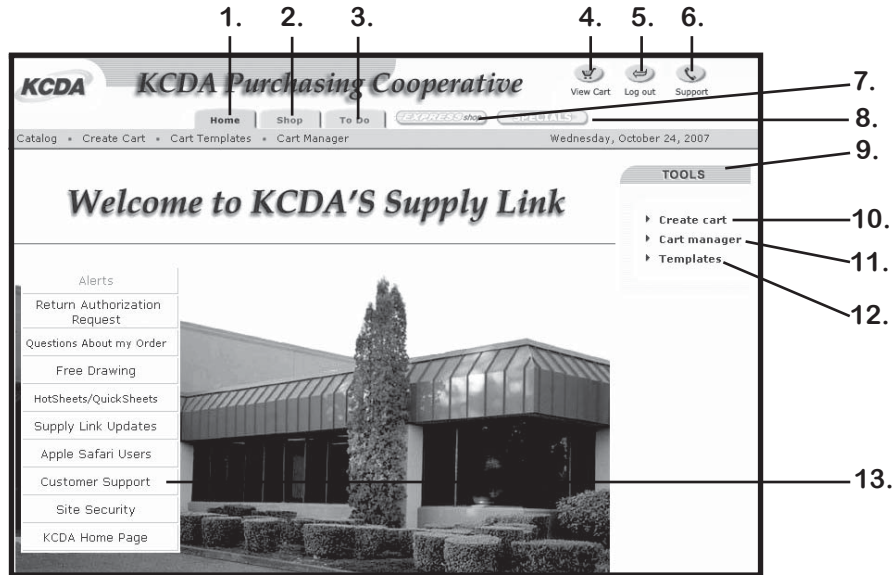 1. 2. 3. 4. 5. 6.
KCDA KCDA Purchasing Cooperative
View Cart Log out Support
7.
Home Shop To Do EXPRESS shop SPECIALS
8.
Catalog • Create Cart • Cart Templates • Cart Manager Wednesday, October 24, 2007
9.
TOOLS
Welcome to KCDA'S Supply Link
Create cart 10.
Cart manager
11.
Templates
12.
Alerts
Return Authorization
Request
Questions About my Order
Free Drawing
HotSheets/QuickSheets
Supply Link Updates
Apple Safari Users
Customer Support 13.
Site Security
KCDA Home Page